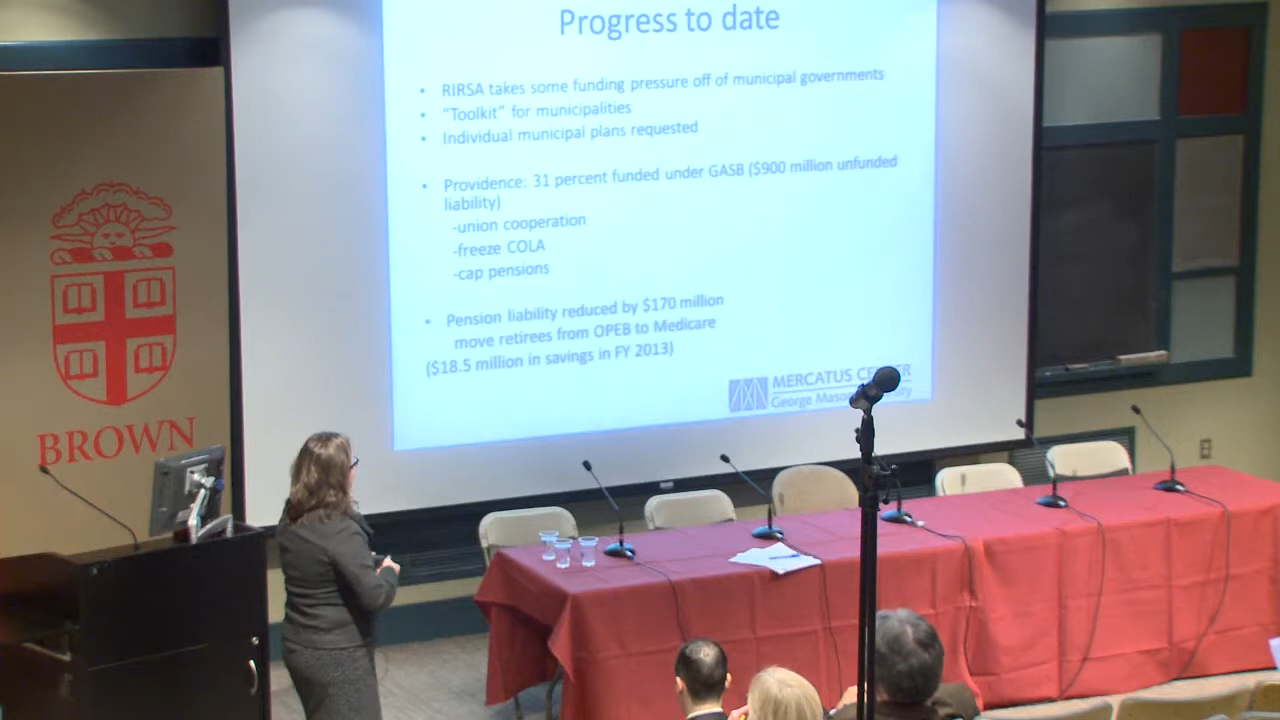 Progress to date
• RIRSA takes some funding pressure off of municipal governments
• “Toolkit” for municipalities
• Individual municipal plans requested
• Providence: 31 percent funded under GASB ($900 million unfunded
liability)
-union cooperation
-freeze COLA
-cap pensions
• Pension liability reduced by $170 million
move retirees from OPEB to Medicare
($18.5 million in savings in FY 2013)
MERCATUS
George
BROWN